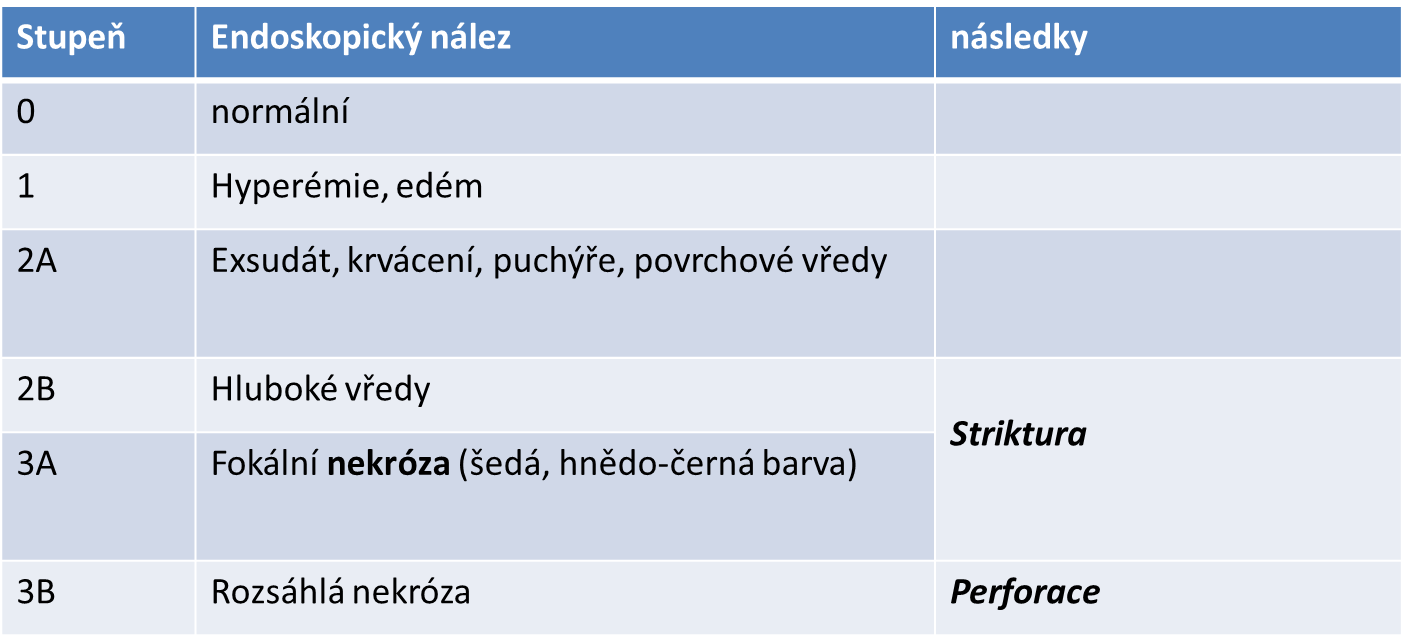 Stupeň Endoskopický nález následky
0 normální
1 Hyperémie, edém
2A Exsudát, krvácení, puchýře, povrchové vředy
2B Hluboké vředy
Striktura
3A Fokální nekróza (šedá, hnědo-černá barva)
3B Rozsáhlá nekróza Perforace